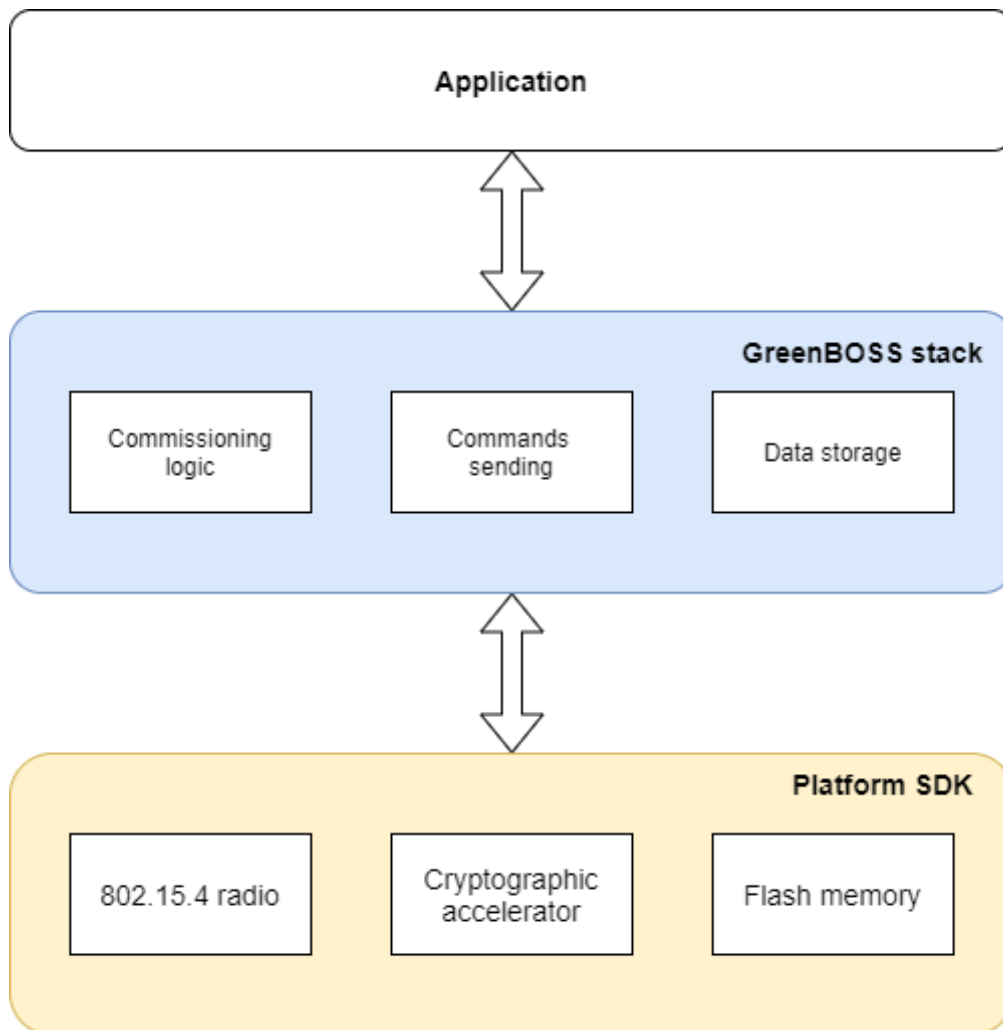 Application
GreenBOSS stack
Commissioning
logic
Commands
sending
Data storage
Platform SDK
802.15.4 radio
Cryptographic
accelerator
Flash memory